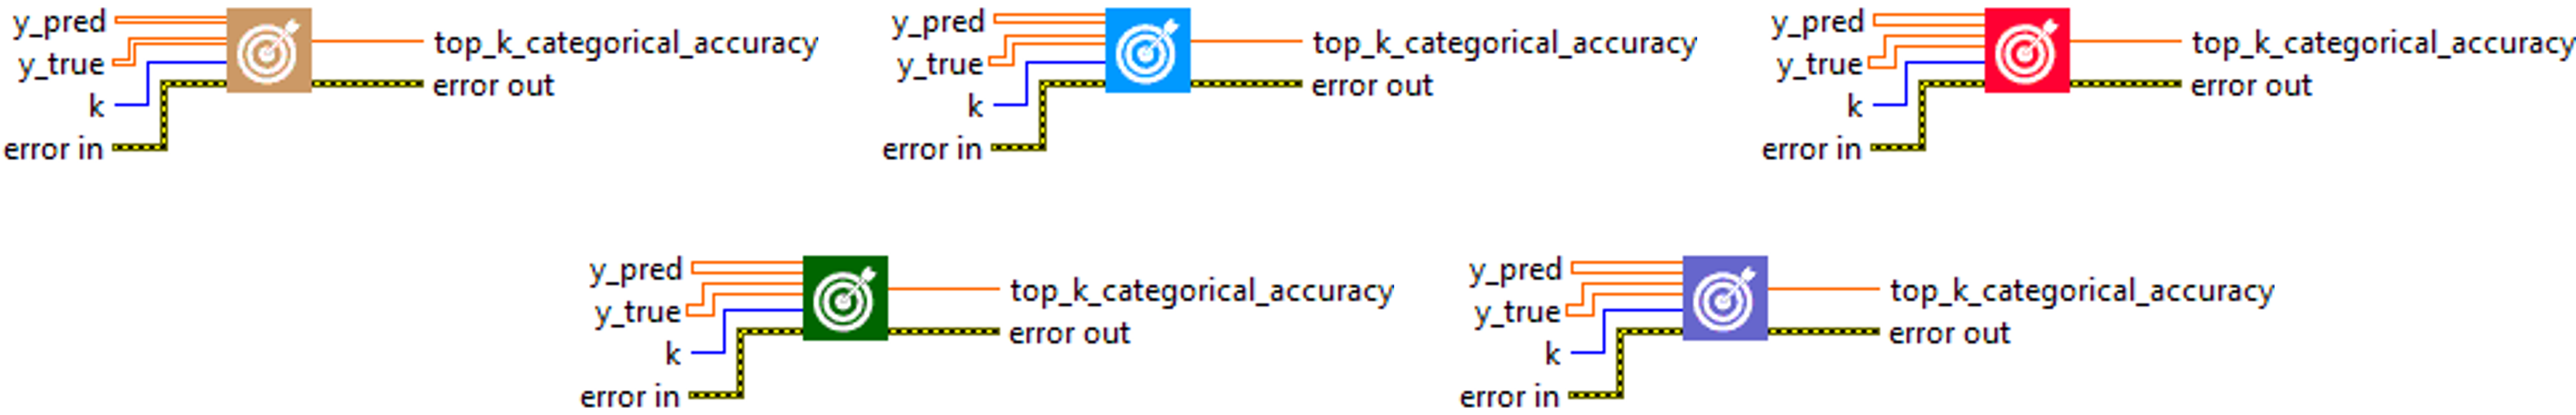 y_pred
y_true
k
error in
top_k_categorical_accuracy
error out
y_pred
y_true
k
error in
top_k_categorical_accuracy
error out
y_pred
y_true
k
error in
top_k_categorical_accuracy
error out
y_pred
y_true
k
error in
top_k_categorical_accuracy
error out
y_pred
y_true
k
error in
top_k_categorical_accuracy
error out